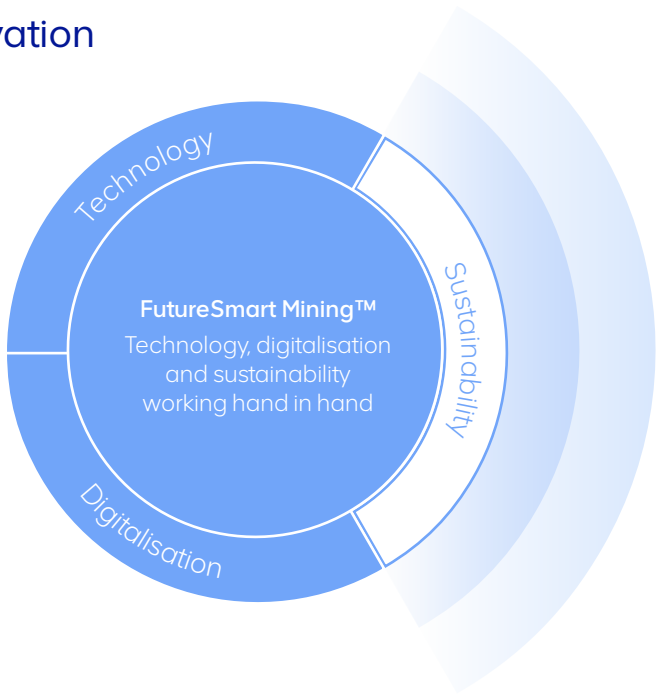 vation
Technology
FutureSmart Mining™
Technology, digitalisation
and sustainability
working hand in hand
Sustainability
Digitalisation